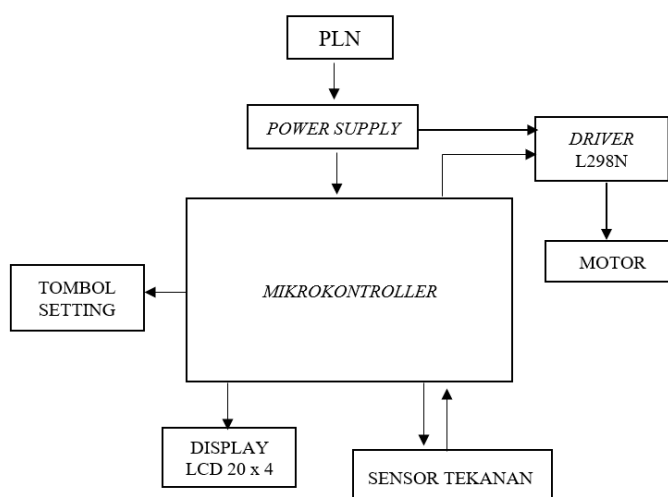 PLN
POWER SUPPLY
DRIVER
L298N
MOTOR
MIKROKONTROLLER
TOMBOL
SETTING
DISPLAY
LCD 20 x 4
SENSOR TEKANAN